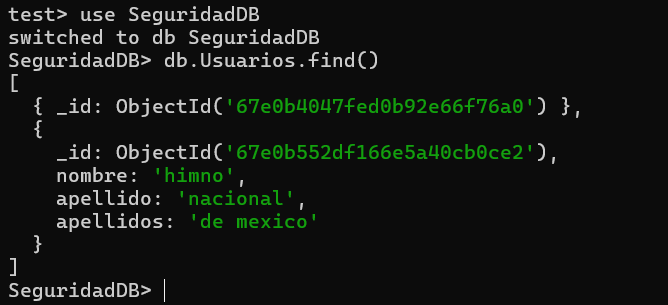 test> use SeguridadDB
switched to db SeguridadDB
SeguridadDB> db.Usuarios.find()
[
  { _id: ObjectId('67e0b4047fed0b92e66f76a0') },
  {
    _id: ObjectId('67e0b552df166e5a40cb0ce2'),
    nombre: 'himno',
    apellido: 'nacional',
    apellidos: 'de mexico'
  }
]
SeguridadDB>